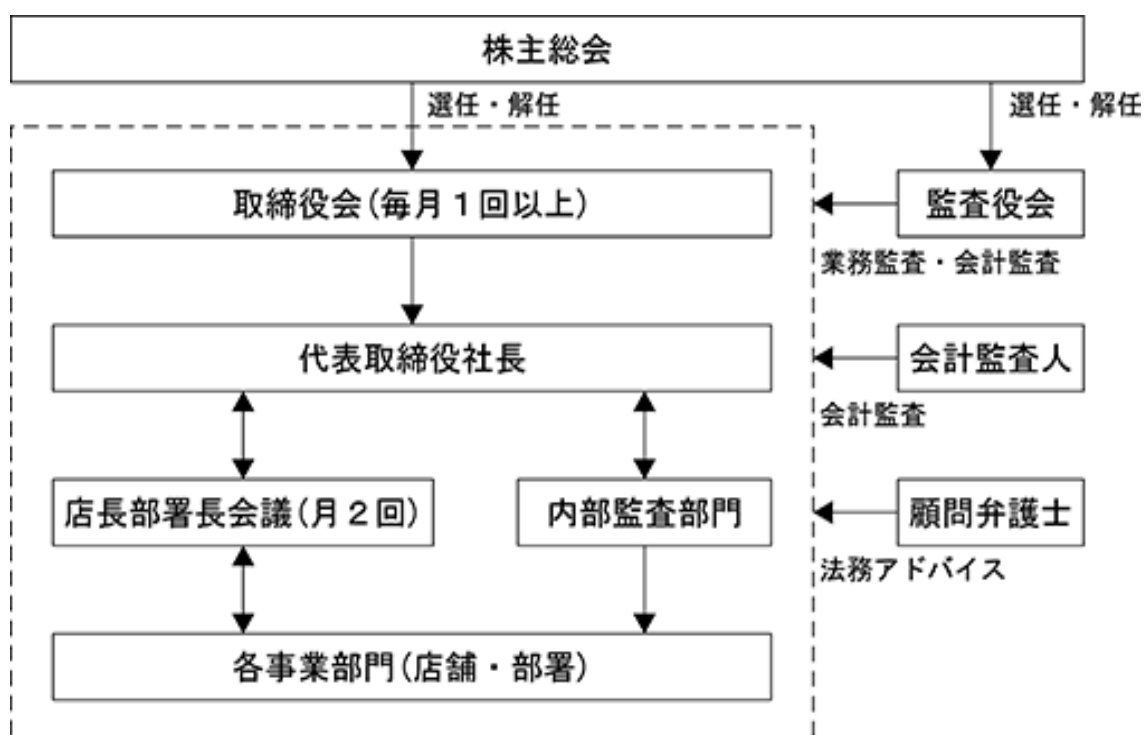 株主総会
選任・解任
選任・解任
取締役会(毎月１回以上)
監査役会
業務監査・会計監査
代表取締役社長
会計監査人
会計監査
店長部署長会議(月２回)
内部監査部門
顧問弁護士
法務アドバイス
各事業部門(店舗・部署)